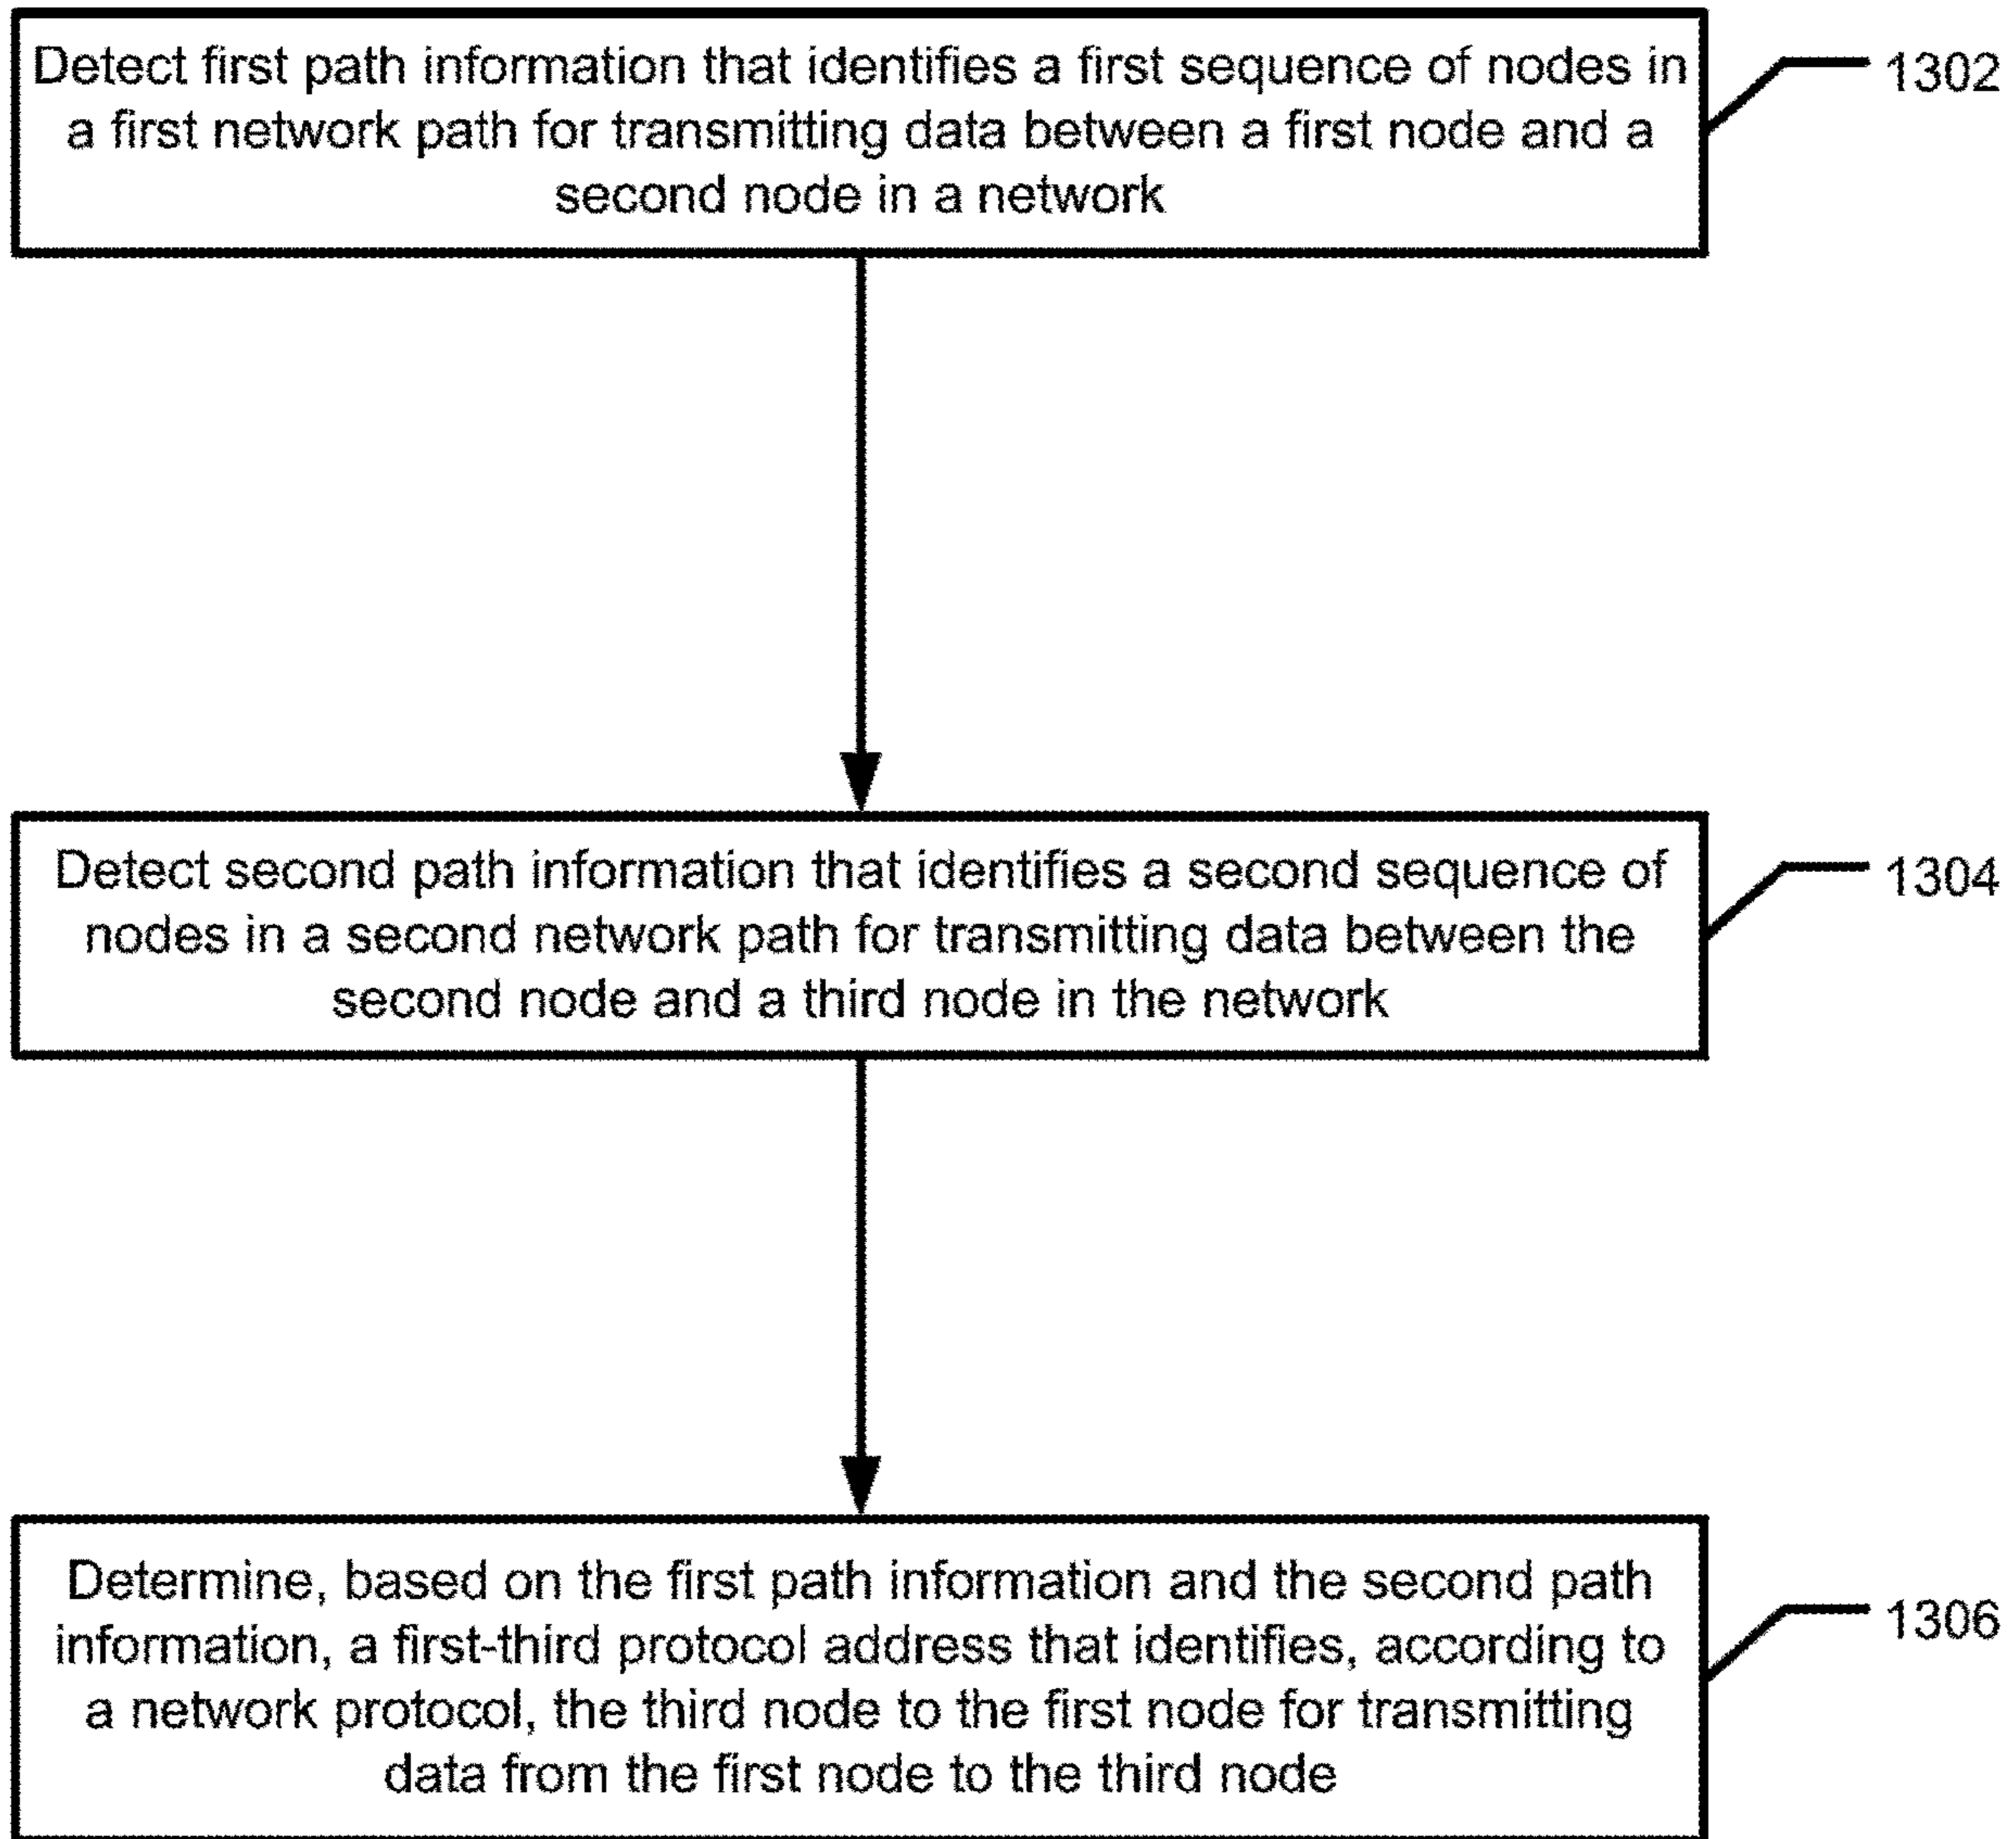 Detect first path information that identifies a first sequence of nodes in
a first network path for transmitting data between a first node and a
second node in a network
1302
Detect second path information that identifies a second sequence of
nodes in a second network path for transmitting data between the
second node and a third node in the network
1304
Determine, based on the first path information and the second path
information, a first-third protocol address that identifies, according to
a network protocol, the third node to the first node for transmitting
data from the first node to the third node
1306